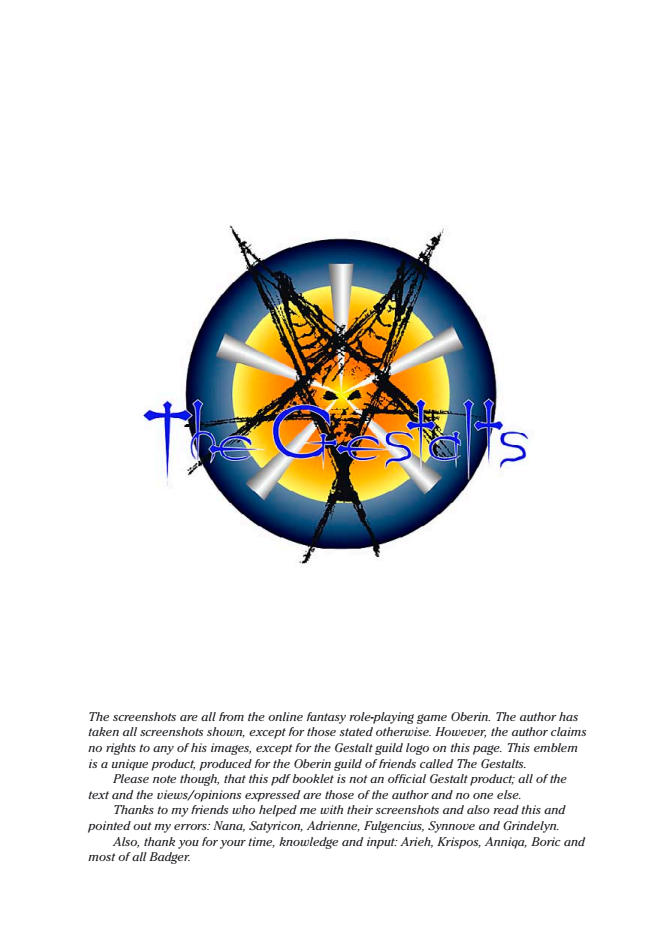 The Gestalts
The screenshots are all from the online fantasy role-playing game Oberin. The author has
taken all screenshots shown, except for those stated otherwise. However, the author claims
no rights to any of his images, except for the Gestalt guild logo on this page. This emblem
is a unique product, produced for the Oberin guild of friends called The Gestalts.
Please note though, that this pdf booklet is not an official Gestalt product; all of the
text and the views/opinions expressed are those of the author and no one else.
Thanks to my friends who helped me with their screenshots and also read this and
pointed out my errors: Nana, Satyricon, Adrienne, Fulgencius, Synnove and Grindelyn.
Also, thank you for your time, knowledge and input: Arieh, Krispos, Anniqa, Boric and
most of all Badger.